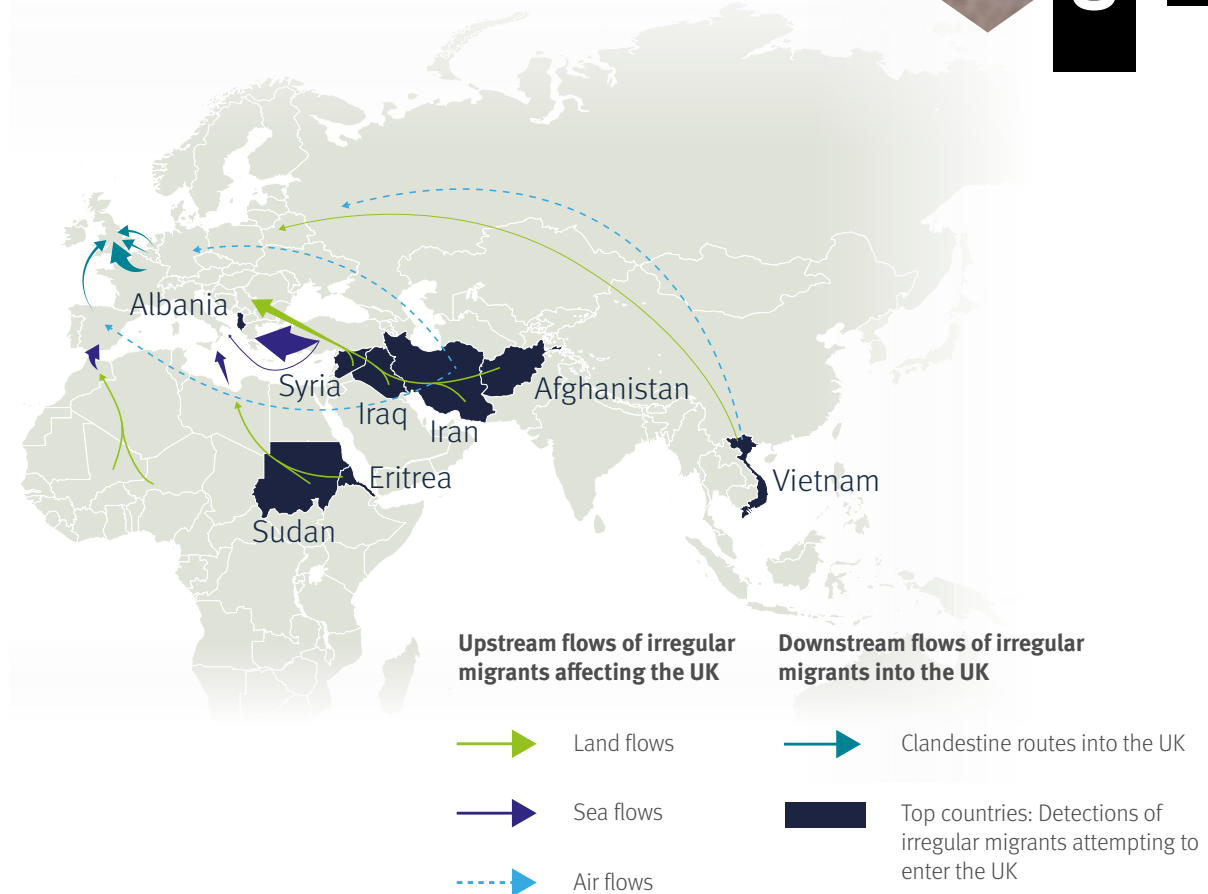 Albania
Syria
Iraq
Iran
Afghanistan
Eritrea
Sudan
Vietnam
Upstream flows of irregular
migrants affecting the UK
Land flows
Sea flows
Air flows
Downstream flows of irregular
migrants into the UK
Clandestine routes into the UK
Top countries: Detections of
irregular migrants attempting to
enter the UK